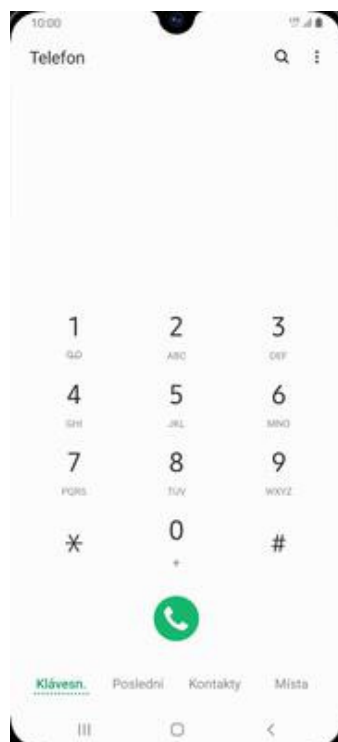 10:00
Telefon
1 2 3
ABC DEF
4 5 6
GHI JKL MNO
7 8 9
PQRS TUV WXYZ
* 0 #
+
Klávesn. Poslední Kontakty Místa